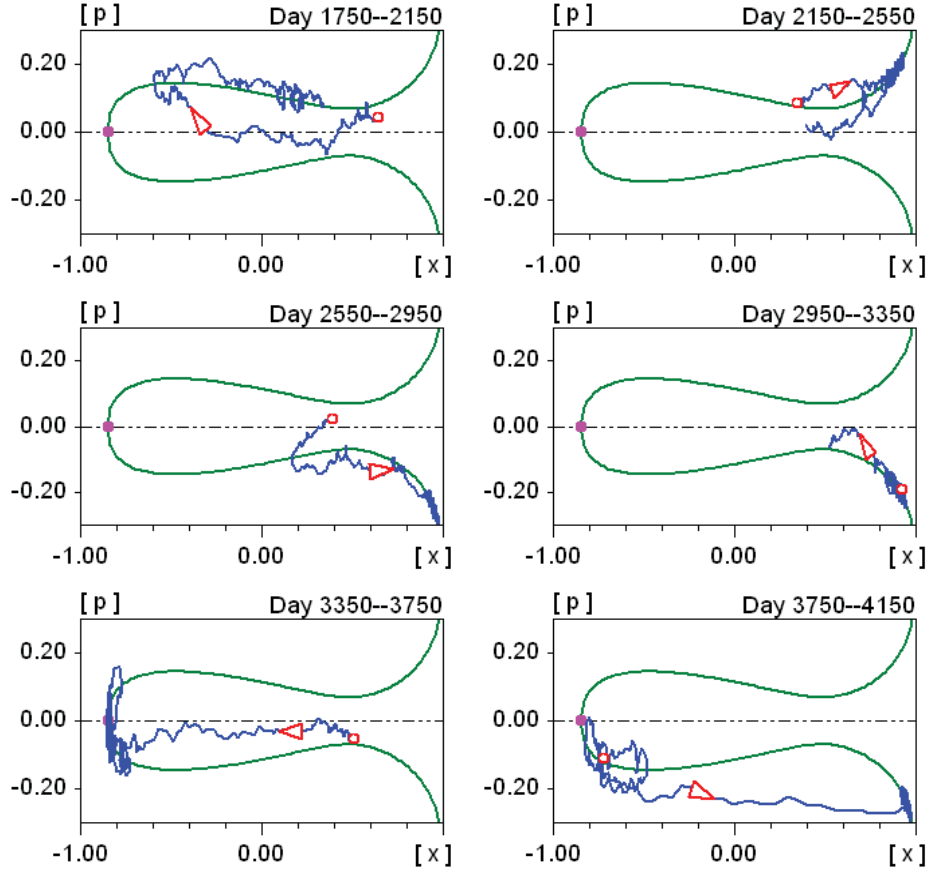 [ p ] Day 1750--2150
0.20
0.00
-0.20
-1.00 0.00 [ x ]
[ p ] Day 2150--2550
0.20
0.00
-0.20
-1.00 0.00 [ x ]
[ p ] Day 2550--2950
0.20
0.00
-0.20
-1.00 0.00 [ x ]
[ p ] Day 2950--3350
0.20
0.00
-0.20
-1.00 0.00 [ x ]
[ p ] Day 3350--3750
0.20
0.00
-0.20
-1.00 0.00 [ x ]
[ p ] Day 3750--4150
0.20
0.00
-0.20
-1.00 0.00 [ x ]